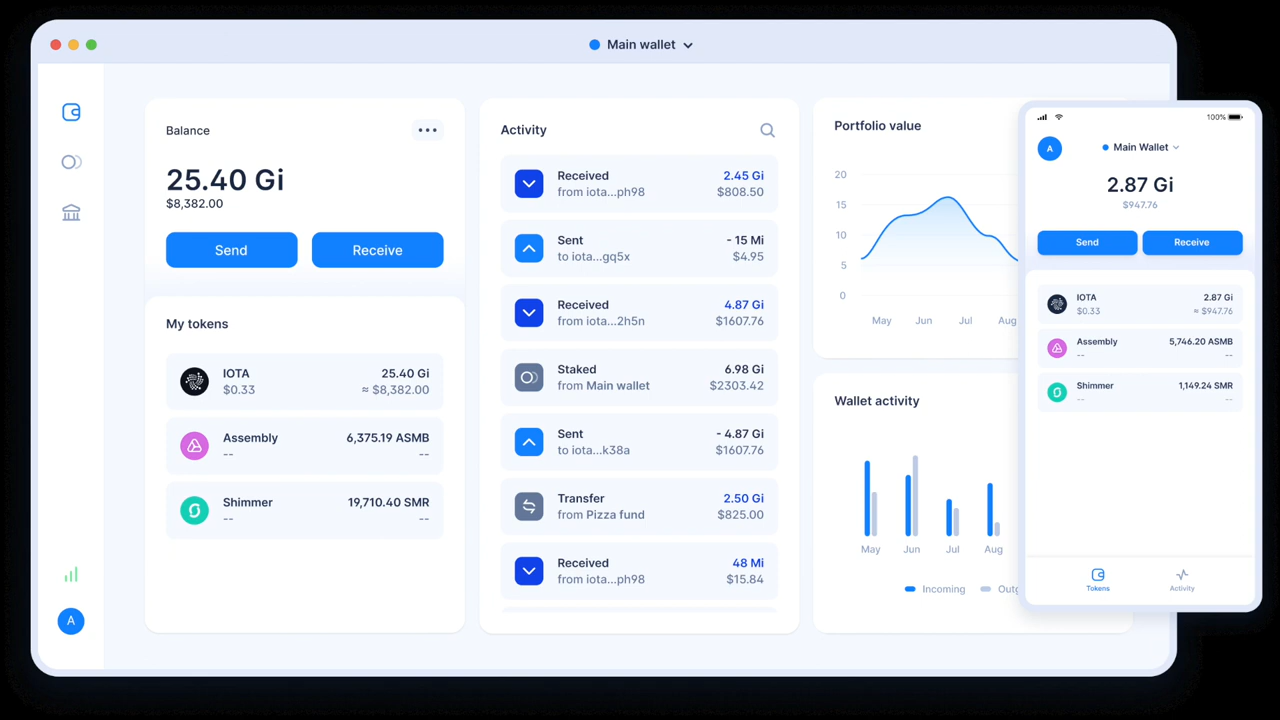 Main wallet
Balance
25.40 Gi
$8,382.00
Send Receive
My tokens
IOTA 25.40 Gi
$0.33 ≈ $8,382.00
Assembly 6,375.19 ASMB
-- --
Shimmer 19,710.40 SMR
-- --
A
Activity
Received 2.45 Gi
from iota...ph98 $808.50
Sent - 15 Mi
to iota...gq5x $4.95
Received 4.87 Gi
from iota...2h5n $1607.76
Staked 6.98 Gi
from Main wallet $2303.42
Sent - 4.87 Gi
to iota...k38a $1607.76
Transfer 2.50 Gi
from Pizza fund $825.00
Received 48 Mi
from iota...ph98 $15.84
Portfolio value
20
15
10
5
0
May Jun Jul Aug
Wallet activity
May Jun Jul Aug
Incoming Outg
100%
A Main Wallet
2.87 Gi
$947.76
Send Receive
IOTA 2.87 Gi
$0.33 ≈ $947.76
Assembly 5,746.20 ASMB
-- --
Shimmer 1,149.24 SMR
-- --
Tokens Activity